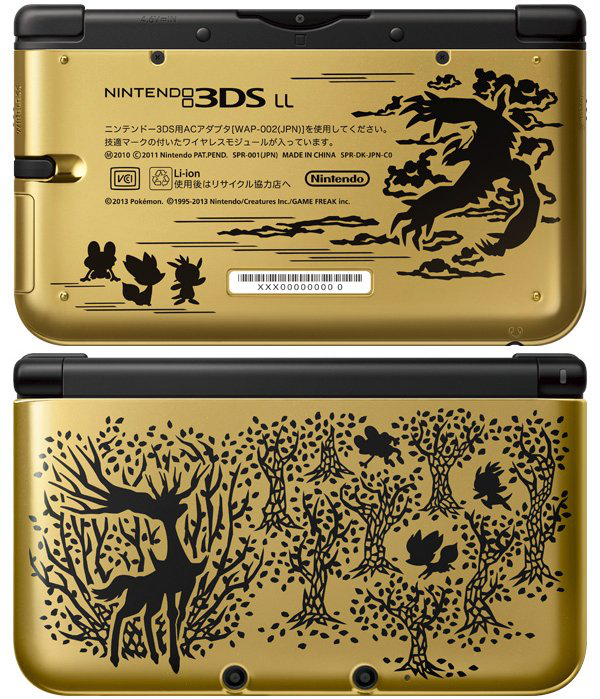 4.6V⎓IN
NINTENDO 3DS LL
ニンテンドー3DS用ACアダプタ[WAP-002(JPN)]を使用してください。
技適マークの付いたワイヤレスモジュールが入っています。
Ⓜ2010 Ⓒ2011 Nintendo PAT.PEND. SPR-001(JPN) MADE IN CHINA SPR-DK-JPN-C0
VCI
Li-ion
使用後はリサイクル協力店へ
Nintendo
©2013 Pokémon. ©1995-2013 Nintendo/Creatures Inc./GAME FREAK inc.
XXX00000000 0